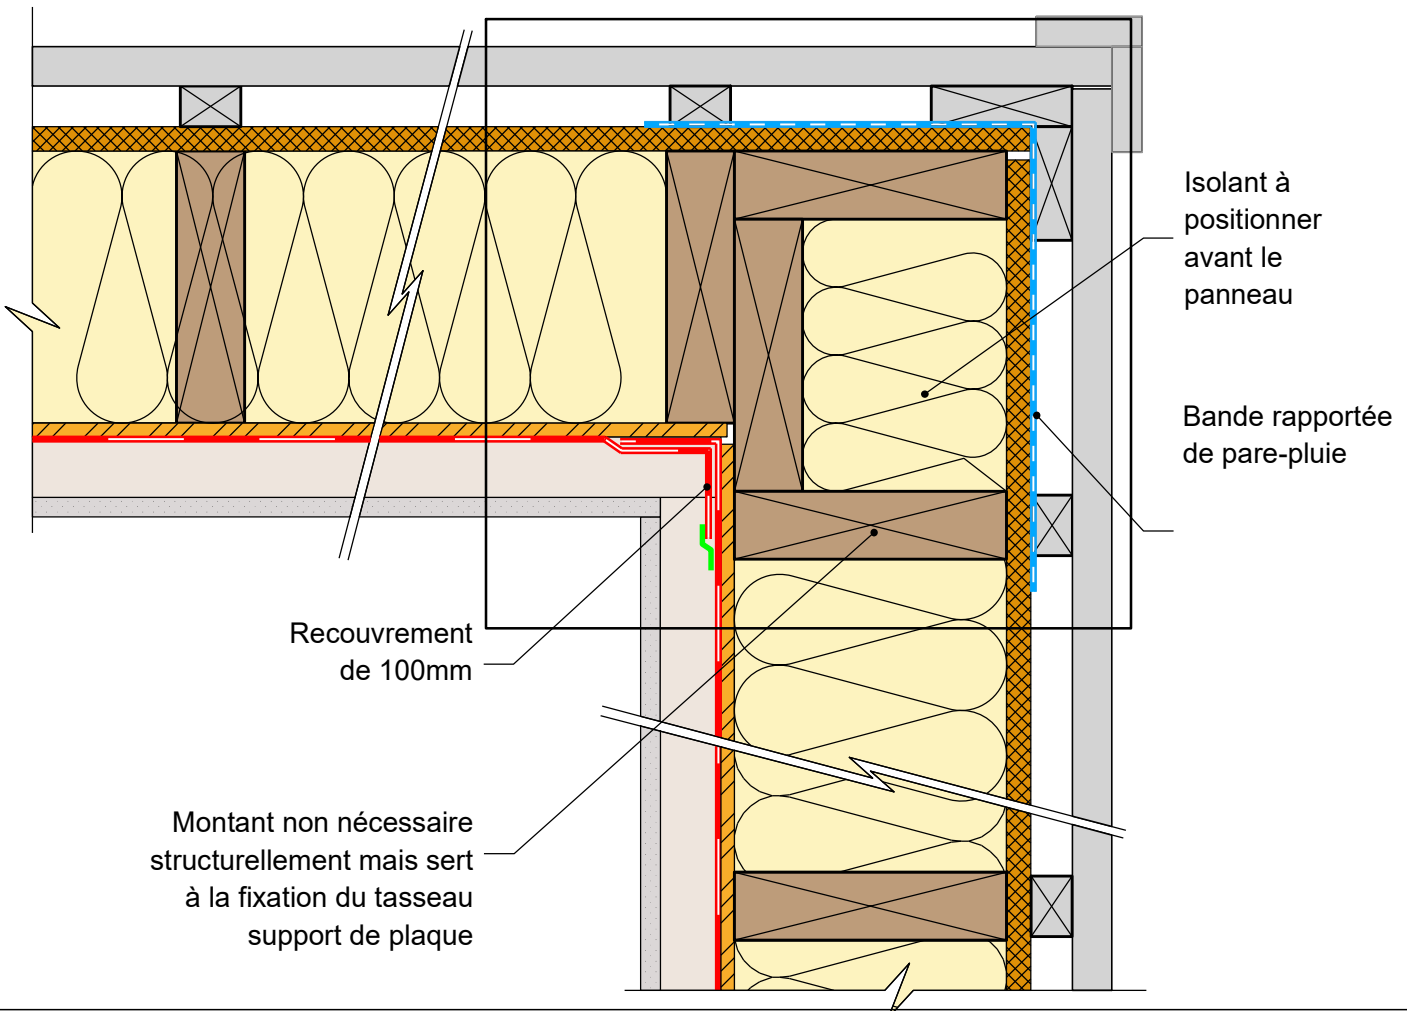 Isolant à
positionner
avant le
panneau
Bande rapportée
de pare-pluie
Recouvrement
de 100mm
Montant non nécessaire
structurellement mais sert
à la fixation du tasseau
support de plaque